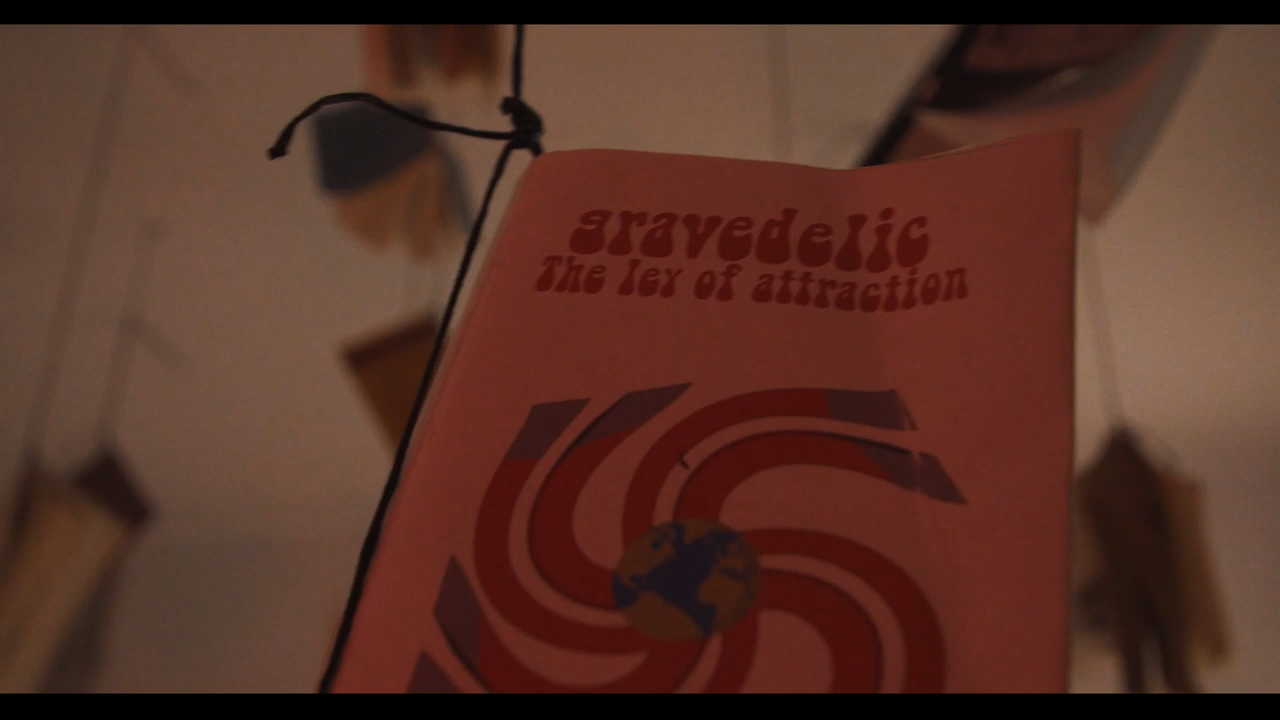 gravedelic
The lex of attraction